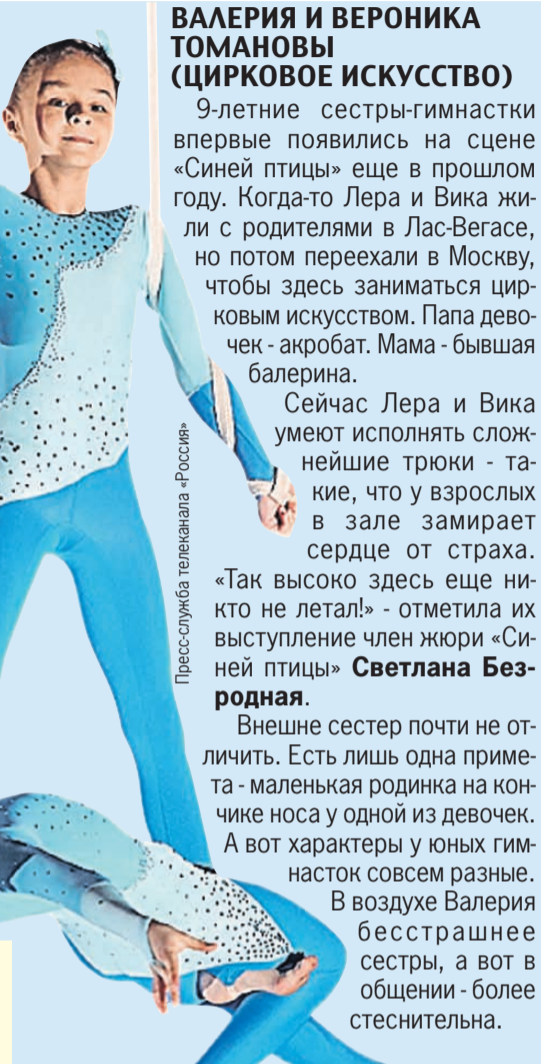 ВАЛЕРИЯ И ВЕРОНИКА
ТОМАНОВЫ
(ЦИРКОВОЕ ИСКУССТВО)
9-летние сестры-гимнастки
впервые появились на сцене
«Синей птицы» еще в прошлом
году. Когда-то Лера и Вика жи-
ли с родителями в Лас-Вегасе,
но потом переехали в Москву,
чтобы здесь заниматься цир-
ковым искусством. Папа дево-
чек - акробат. Мама - бывшая
балерина.
Сейчас Лера и Вика
умеют исполнять слож-
нейшие трюки - та-
кие, что у взрослых
в зале замирает
сердце от страха.
«Так высоко здесь еще ни-
кто не летал!» - отметила их
выступление член жюри «Си-
ней птицы» Светлана Без-
родная.
Внешне сестер почти не от-
личить. Есть лишь одна приме-
та - маленькая родинка на кон-
чике носа у одной из девочек.
А вот характеры у юных гим-
насток совсем разные.
В воздухе Валерия
бесстрашнее
сестры, а вот в
общении - более
стеснительна.
Пресс-служба телеканала «Россия»